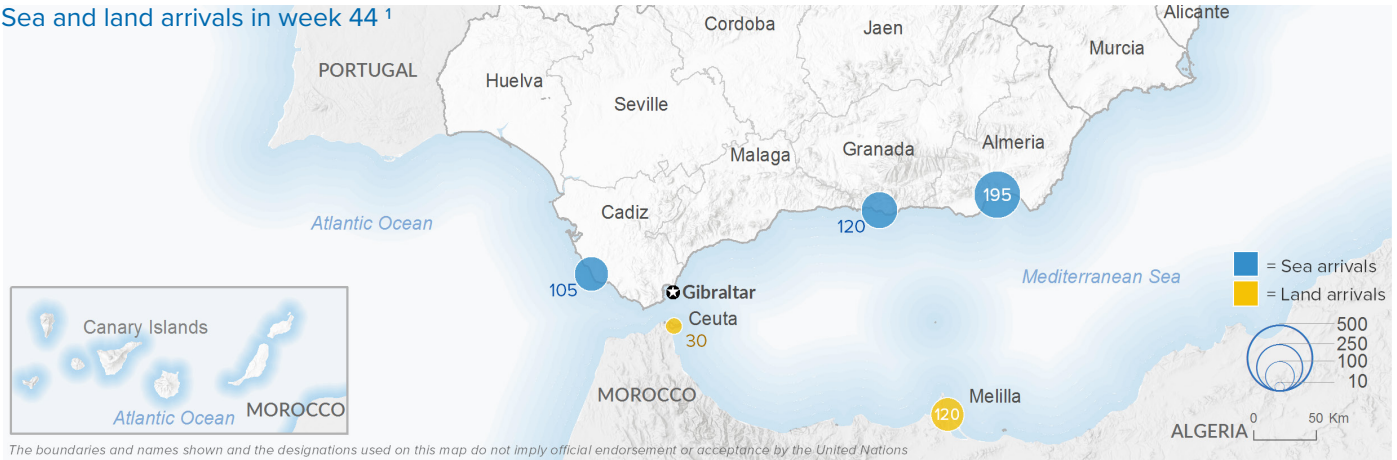 Sea and land arrivals in week 44 ¹
Alicante
Cordoba
Jaen
Murcia
PORTUGAL
Huelva
Seville
Almeria
Granada
Malaga
195
Cadiz
Atlantic Ocean
120
Mediterranean Sea
= Sea arrivals
105
Gibraltar
= Land arrivals
Ceuta
30
Canary Islands
500
250
100
10
MOROCCO
Melilla
120
Atlantic Ocean
MOROCCO
0 50 Km
ALGERIA
The boundaries and names shown and the designations used on this map do not imply official endorsement or acceptance by the United Nations